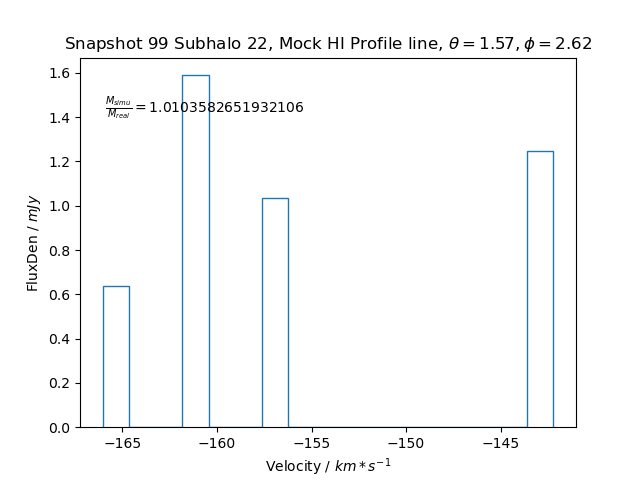 Snapshot 99 Subhalo 22, Mock HI Profile line, θ = 1.57, ϕ = 2.62
1.6
M_simu/M_real = 1.0103582651932106
1.4
1.2
1.0
0.8
0.6
0.4
0.2
0.0
FluxDen / mJy
−165 −160 −155 −150 −145
Velocity / km * s^−1